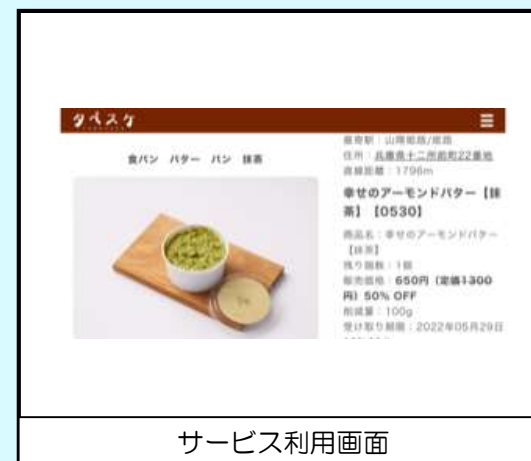 タベスケ
食パン バター パン 抹茶
最寄駅：山陽姫路/姫路
住所：兵庫県十二所前町22番地
直線距離：1796m
幸せのアーモンドバター【抹
茶】【0530】
商品名：幸せのアーモンドバター
【抹茶】
残り個数：1個
販売価格：650円（定価1300
円）50% OFF
削減量：100g
受け取り期限：2022年05月29日
サービス利用画面